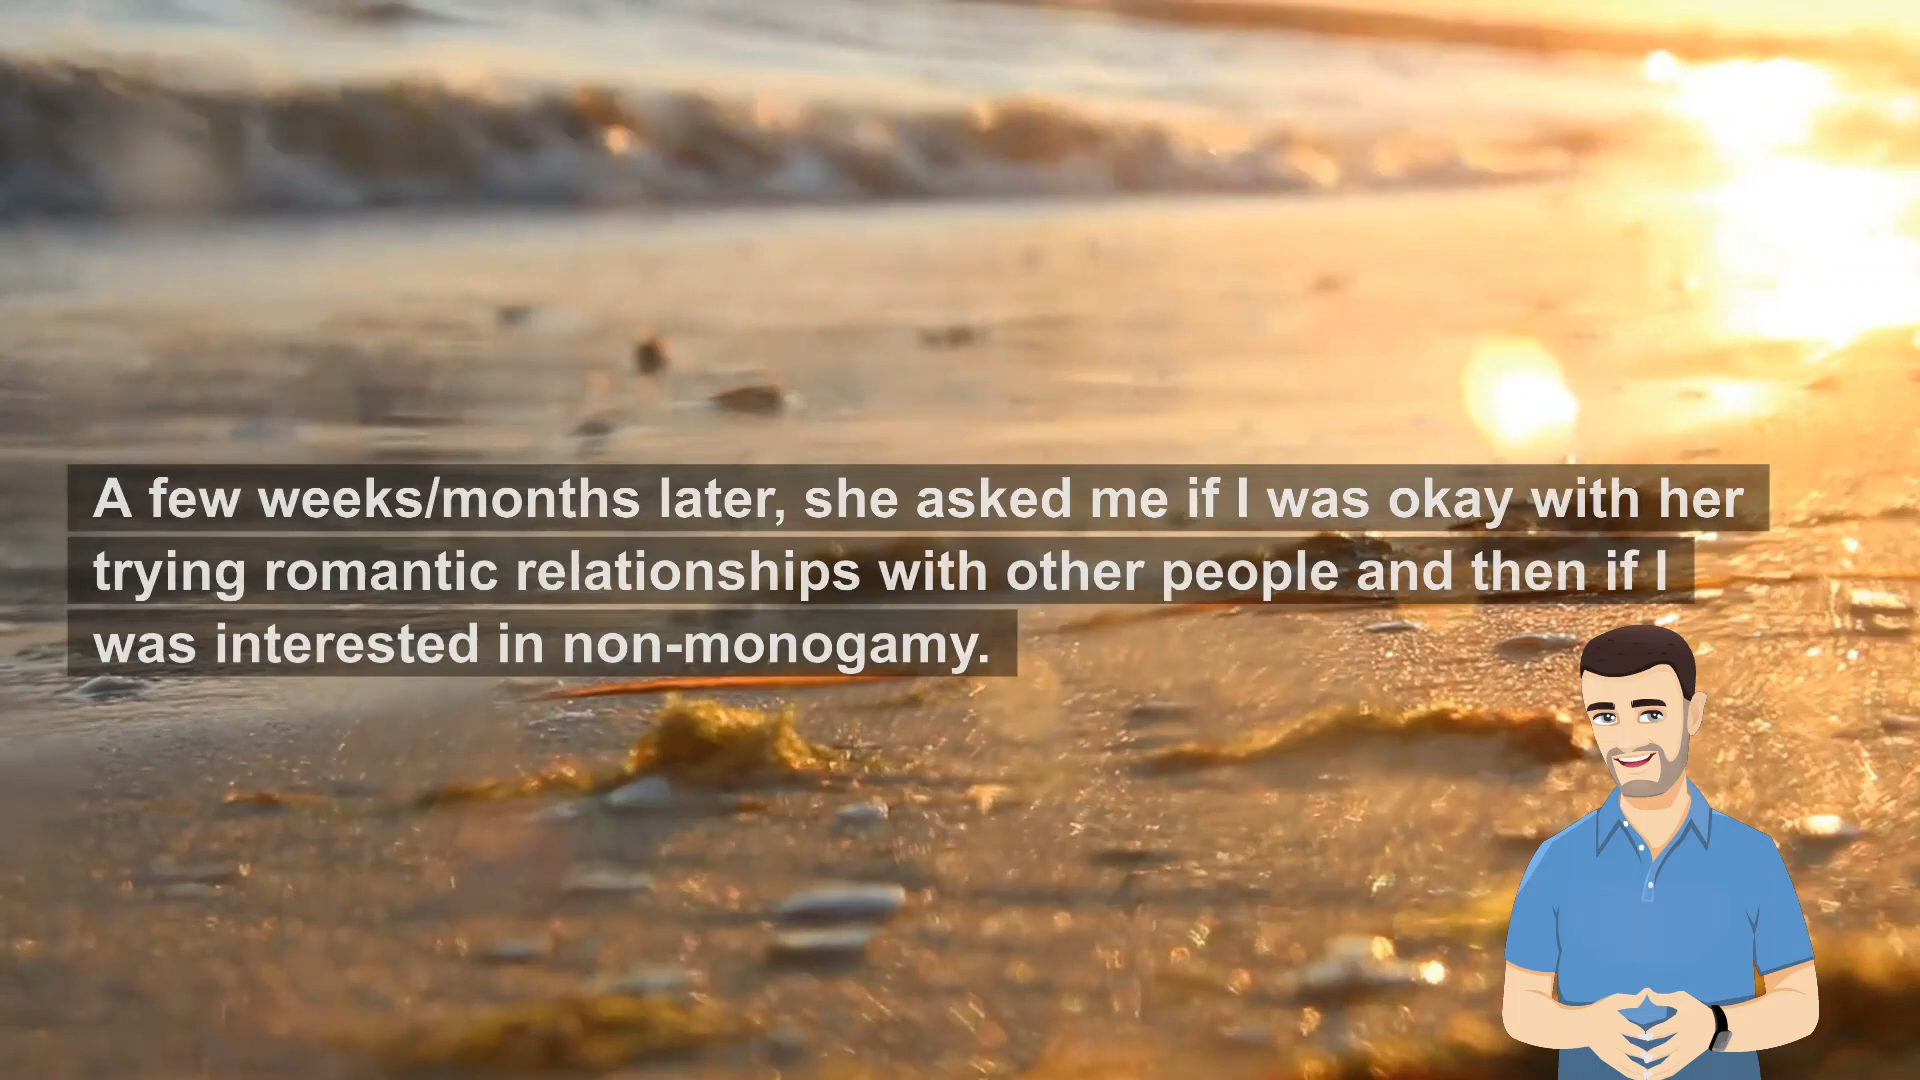 A few weeks/months later, she asked me if I was okay with her
trying romantic relationships with other people and then if I
was interested in non-monogamy.